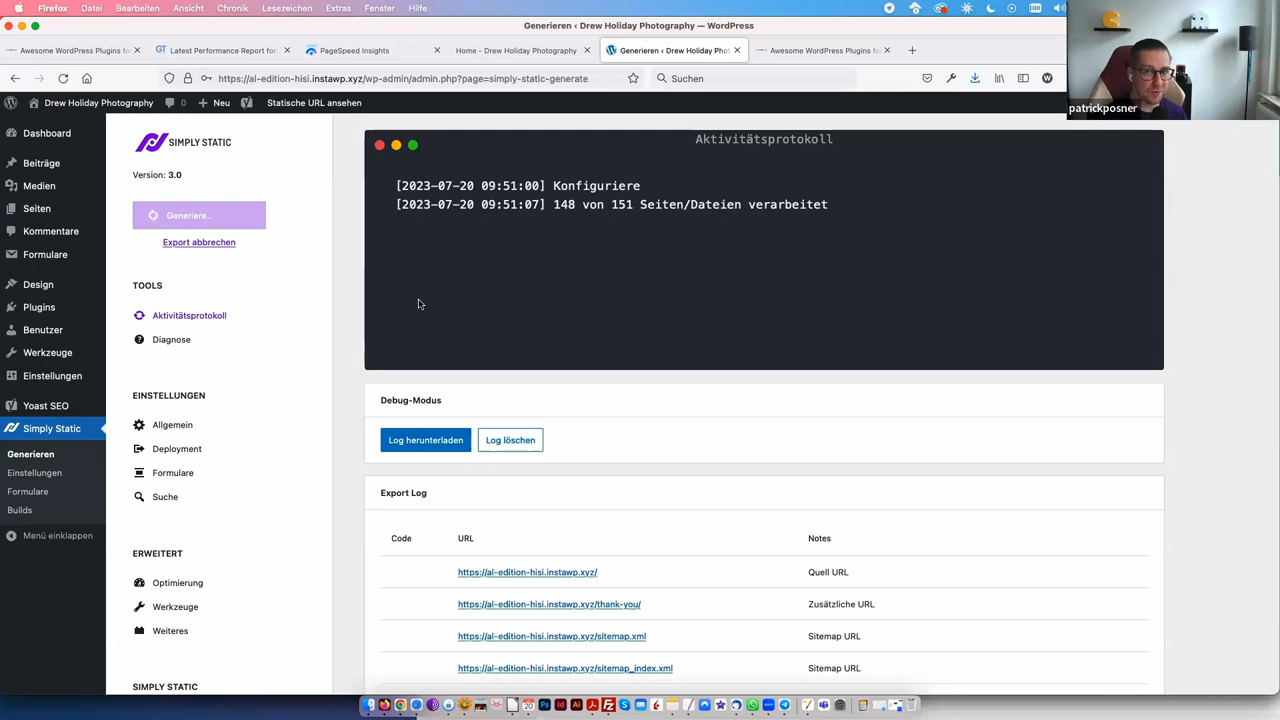 Firefox Datei Bearbeiten Ansicht Chronik Lesezeichen Extras Fenster Hilfe
Generieren ‹ Drew Holiday Photography — WordPress
Awesome WordPress Plugins fo
Latest Performance Report for:
PageSpeed Insights
Home - Drew Holiday Photography
Generieren ‹ Drew Holiday Phot
Awesome WordPress Plugins for
https://al-edition-hisi.instawp.xyz/wp-admin/admin.php?page=simply-static-generate
Suchen
patrickposner
Drew Holiday Photography 0 Neu Statische URL ansehen
Dashboard
Beiträge
Medien
Seiten
Kommentare
Formulare
Design
Plugins
Benutzer
Werkzeuge
Einstellungen
Yoast SEO
Simply Static
Generieren
Einstellungen
Formulare
Builds
Menü einklappen
SIMPLY STATIC
Version: 3.0
Generiere..
Export abbrechen
TOOLS
Aktivitätsprotokoll
Diagnose
EINSTELLUNGEN
Allgemein
Deployment
Formulare
Suche
ERWEITERT
Optimierung
Werkzeuge
Weiteres
SIMPLY STATIC
Aktivitätsprotokoll
[2023-07-20 09:51:00] Konfiguriere
[2023-07-20 09:51:07] 148 von 151 Seiten/Dateien verarbeitet
Debug-Modus
Log herunterladen Log löschen
Export Log
Code URL Notes
https://al-edition-hisi.instawp.xyz/ Quell URL
https://al-edition-hisi.instawp.xyz/thank-you/ Zusätzliche URL
https://al-edition-hisi.instawp.xyz/sitemap.xml Sitemap URL
https://al-edition-hisi.instawp.xyz/sitemap_index.xml Sitemap URL